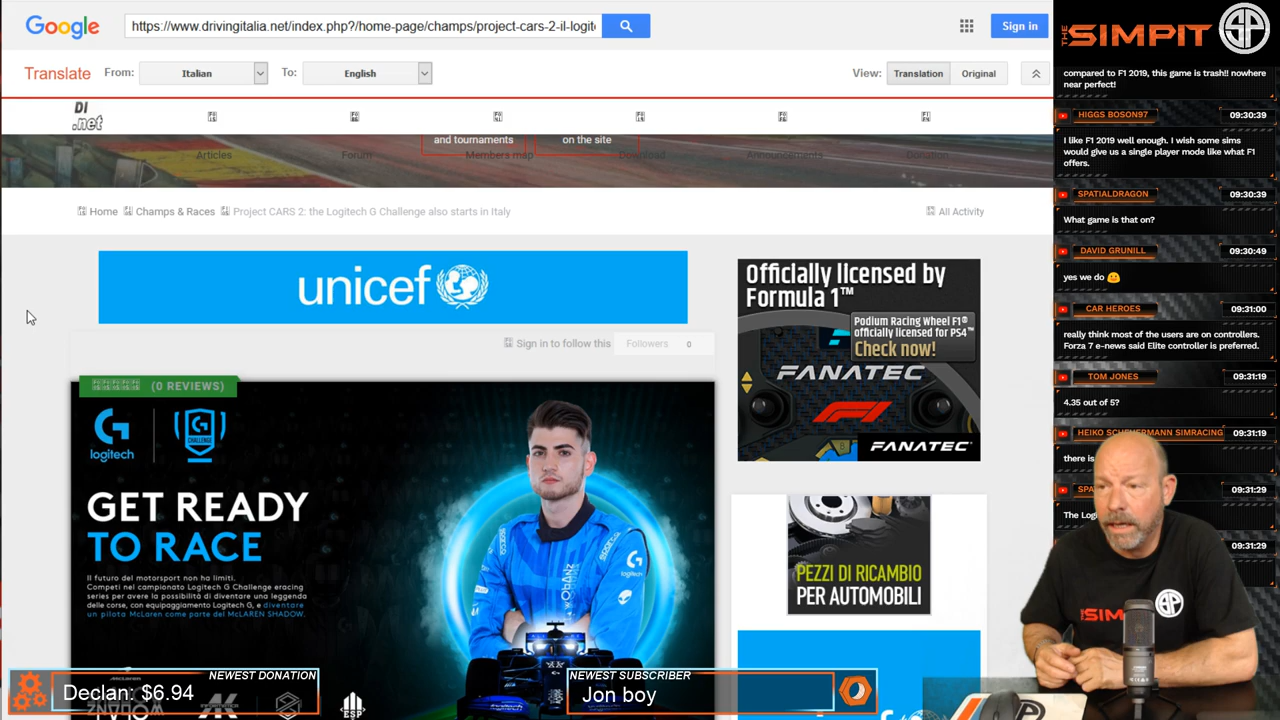 Google
https://www.drivingitalia.net/index.php?/home-page/champs/project-cars-2-il-logite
Sign in
Translate
From:
Italian
To:
English
View:
Translation
Original
DI
.net
and tournaments
on the site
Articles
Forum
Members map
Download
Announcements
Donation
Home
Champs & Races
Project CARS 2: the Logitech G Challenge also starts in Italy
All Activity
unicef
Sign in to follow this
Followers
0
(0 REVIEWS)
logitech
G
CHALLENGE
GET READY
TO RACE
Il futuro del motorsport non ha limiti.
Competi nel campionato Logitech G Challenge eracing
series per avere la possibilità di diventare una leggenda
delle corse, con equipaggiamento Logitech G, e diventare
un pilota McLaren come parte del McLAREN SHADOW.
logitech
Officially licensed by
Formula 1™
Podium Racing Wheel F1®
officially licensed for PS4™
Check now!
FANATEC
F1
FANATEC
PEZZI DI RICAMBIO
PER AUTOMOBILI
THE
SIMPIT
SP
compared to F1 2019, this game is trash!! nowhere
near perfect!
HIGGS BOSON97
09:30:39
I like F1 2019 well enough. I wish some sims
would give us a single player mode like what F1
offers.
SPATIALDRAGON
09:30:39
What game is that on?
DAVID GRUNILL
09:30:49
yes we do
CAR HEROES
09:31:00
really think most of the users are on controllers.
Forza 7 e-news said Elite controller is preferred.
TOM JONES
09:31:19
4.35 out of 5?
HEIKO SCHEUERMANN SIMRACING
09:31:19
there is
SPA
09:31:29
The Logi
09:31:29
SIM
SP
NEWEST DONATION
Declan: $6.94
NEWEST SUBSCRIBER
Jon boy
McLAREN
ESP